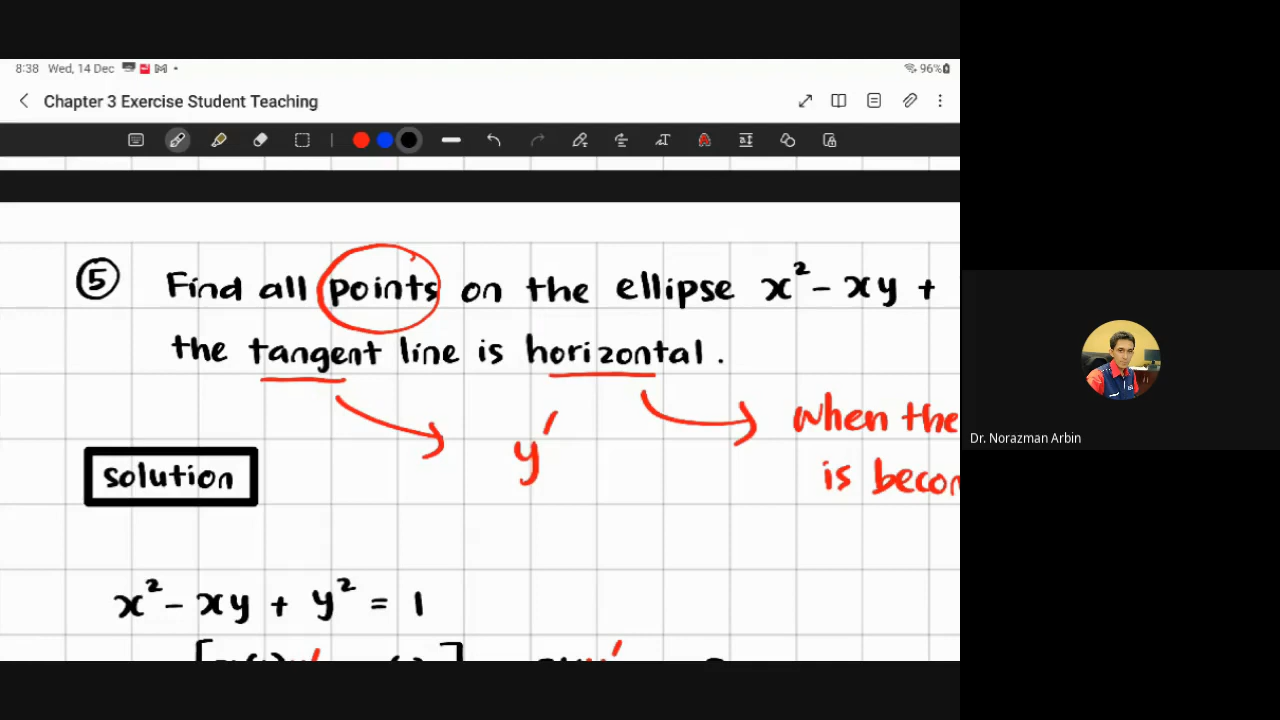 8:38 Wed, 14 Dec
96%
Chapter 3 Exercise Student Teaching
⑤ Find all points on the ellipse x² - xy +
the tangent line is horizontal.
y′
when the
is
solution
x² - xy + y² = 1
Dr. Norazman Arbin